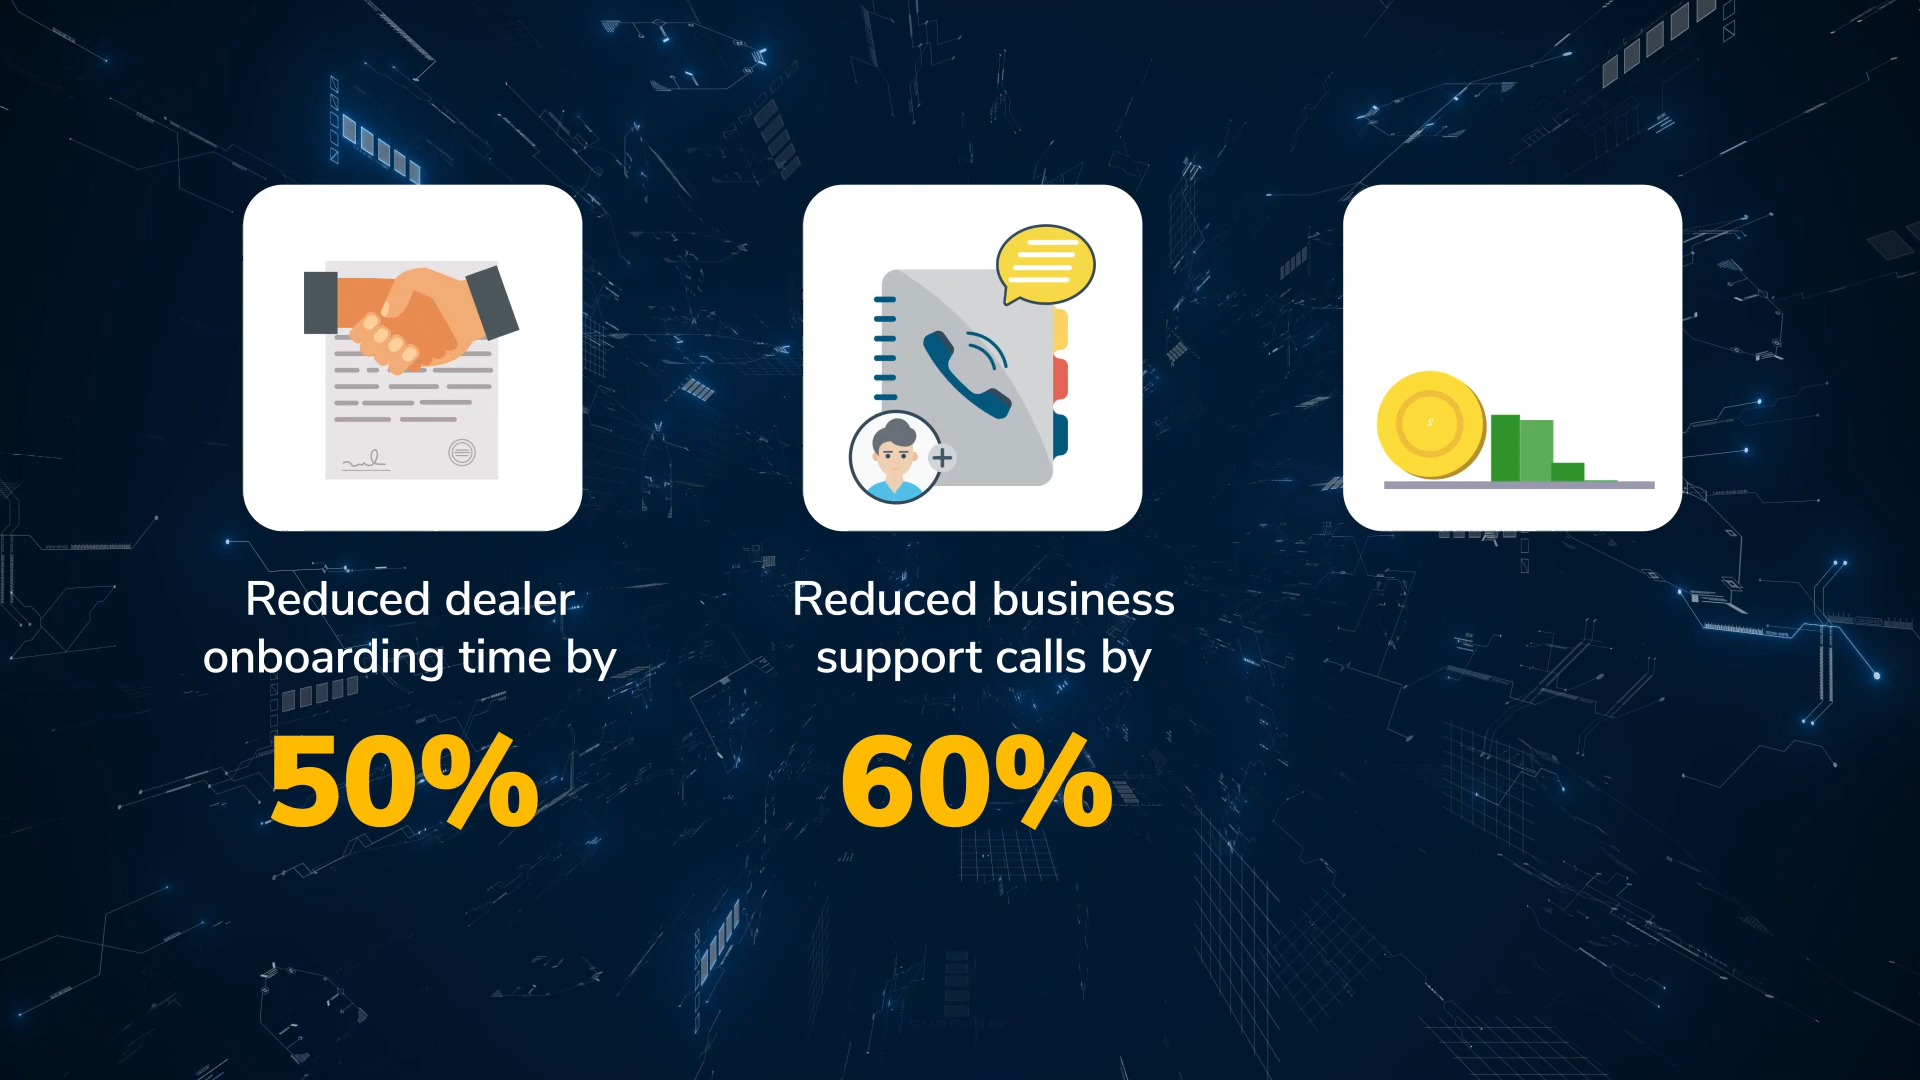 Reduced dealer
onboarding time by
50%
Reduced business
support calls by
60%
$